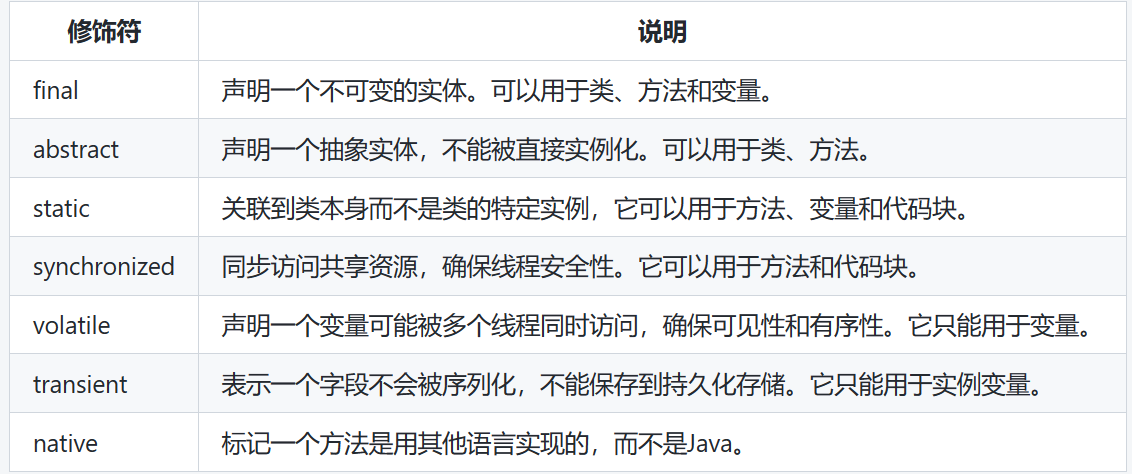 修饰符 说明
final 声明一个不可变的实体。可以用于类、方法和变量。
abstract 声明一个抽象实体，不能被直接实例化。可以用于类、方法。
static 关联到类本身而不是类的特定实例，它可以用于方法、变量和代码块。
synchronized 同步访问共享资源，确保线程安全性。它可以用于方法和代码块。
volatile 声明一个变量可能被多个线程同时访问，确保可见性和有序性。它只能用于变量。
transient 表示一个字段不会被序列化，不能保存到持久化存储。它只能用于实例变量。
native 标记一个方法是用其他语言实现的，而不是Java。